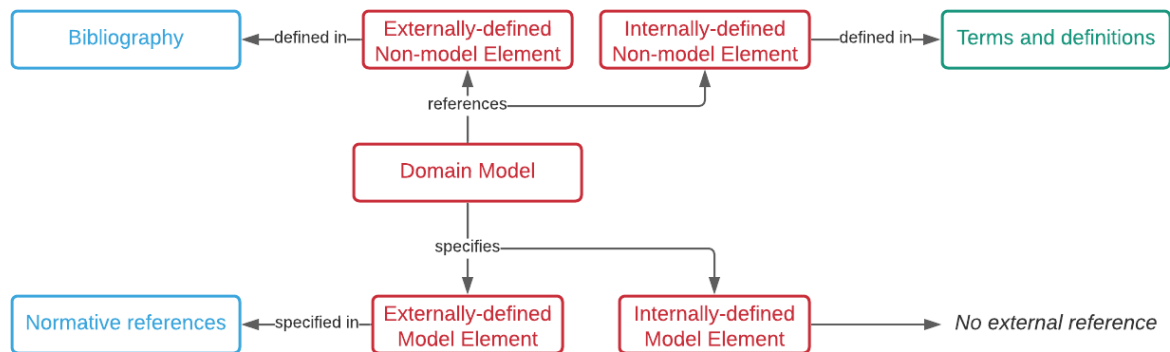 Bibliography
defined in
Externally-defined
Non-model Element
Internally-defined
Non-model Element
defined in
Terms and definitions
references
Domain Model
specifies
Normative references
specified in
Externally-defined
Model Element
Internally-defined
Model Element
No external reference